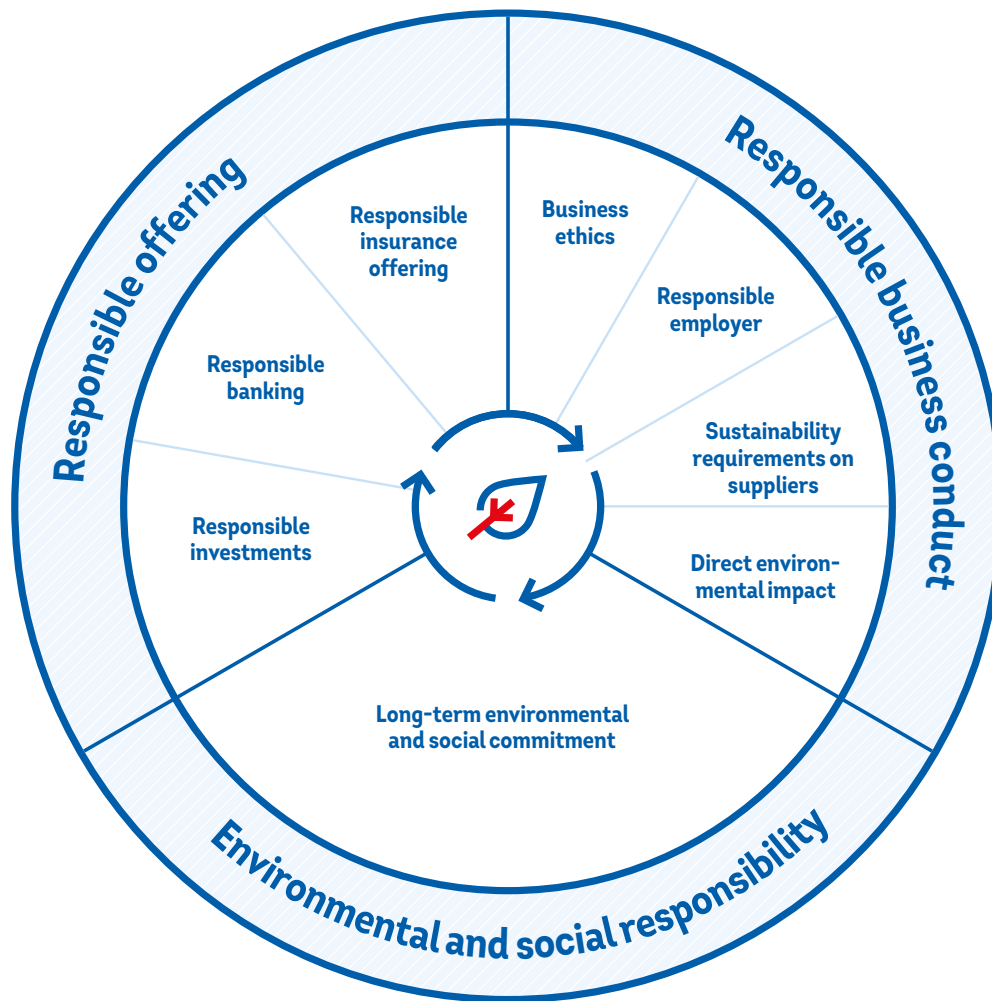 Responsible offering
Responsible business conduct
Environmental and social responsibility
Responsible
insurance
offering
Business
ethics
Responsible
employer
Responsible
banking
Sustainability
requirements on
suppliers
Responsible
investments
Direct environ-
mental impact
Long-term environmental
and social commitment